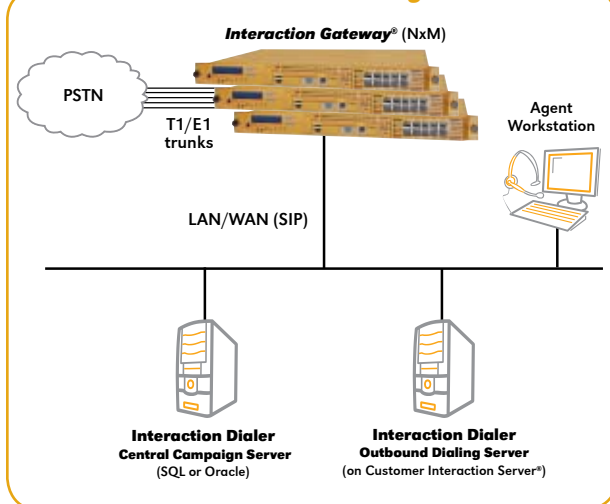 Interaction Gateway® (NxM)
PSTN
T1/E1
trunks
Agent
Workstation
LAN/WAN (SIP)
Interaction Dialer
Central Campaign Server
(SQL or Oracle)
Interaction Dialer
Outbound Dialing Server
(on Customer Interaction Server®)